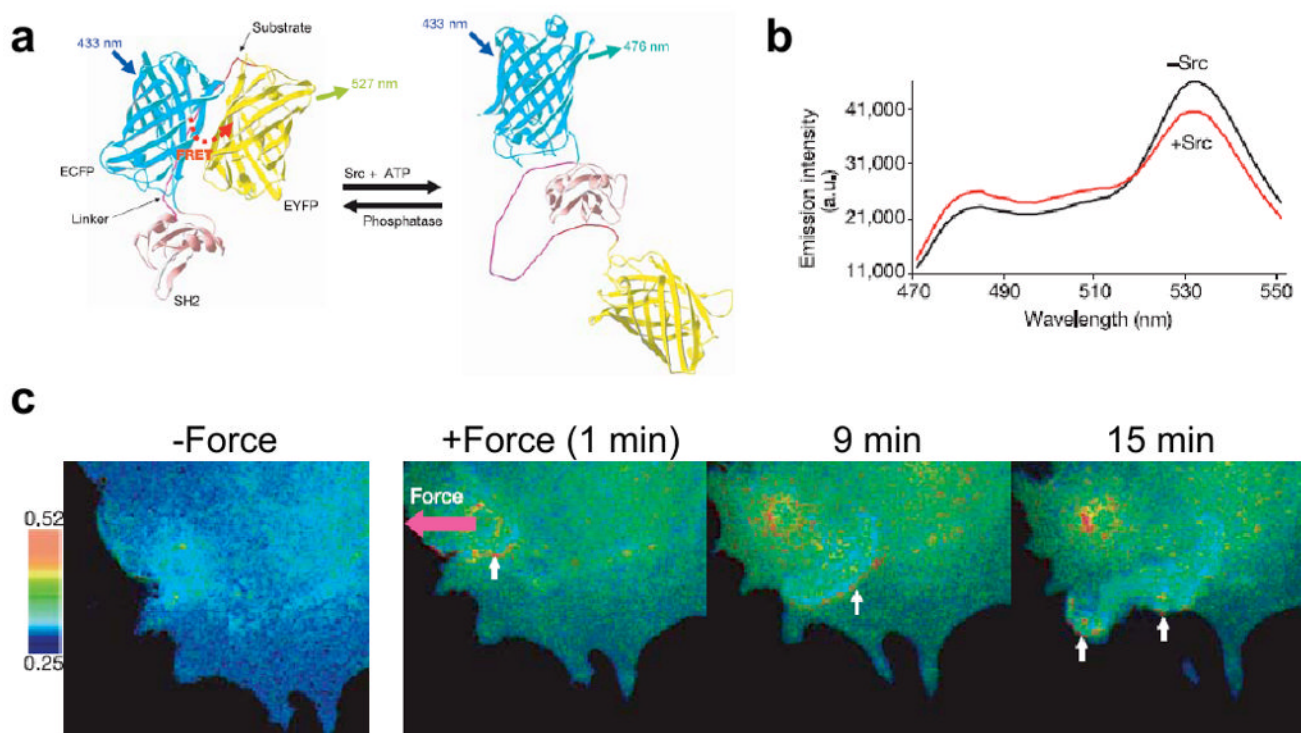 a
Substrate
433 nm
527 nm
FRET
ECFP
EYFP
Linker
SH2
Src + ATP
Phosphatase
433 nm
476 nm
b
Emission intensity
(a.u.)
41,000
31,000
21,000
11,000
–Src
+Src
470
490
510
530
550
Wavelength (nm)
c
-Force
+Force (1 min)
9 min
15 min
0.52
0.25
Force